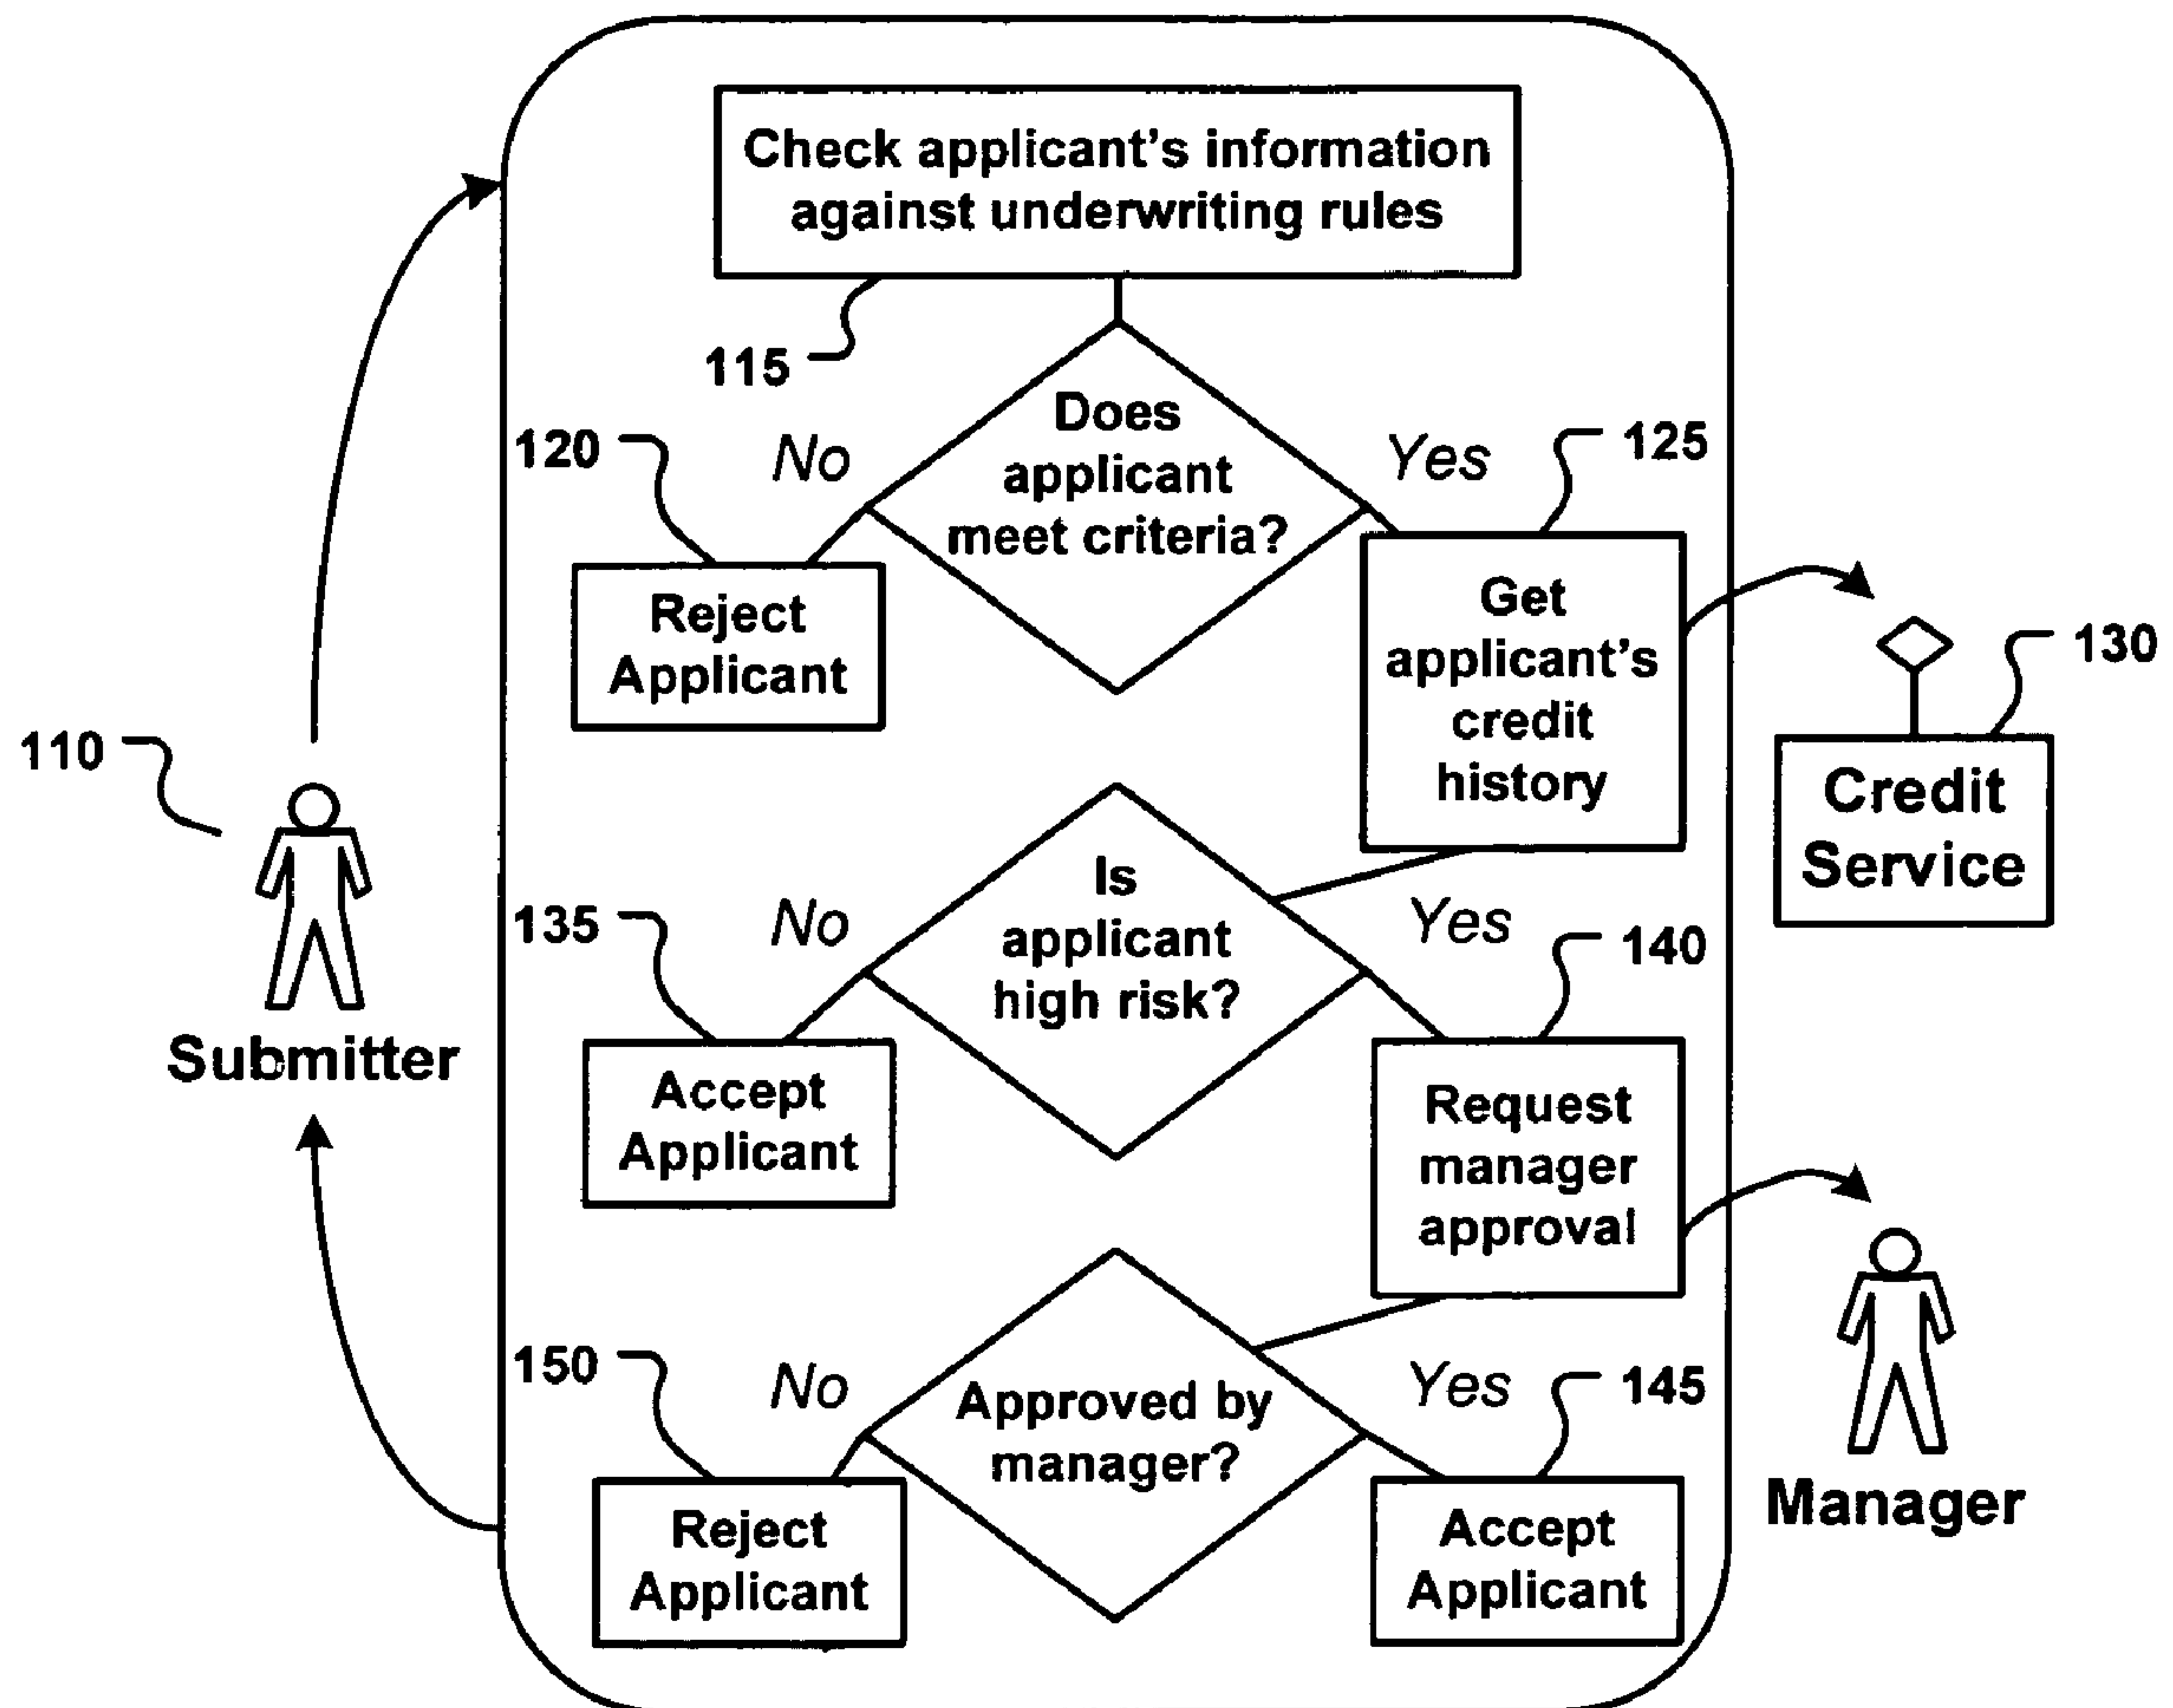 Check applicant's information
against underwriting rules
115
Does
applicant
meet criteria?
120
No
Yes
125
Reject
Applicant
Get
applicant's
credit
history
130
Credit
Service
110
Submitter
Is
applicant
high risk?
135
No
Yes
140
Accept
Applicant
Request
manager
approval
Manager
Approved by
manager?
150
No
Yes
145
Reject
Applicant
Accept
Applicant